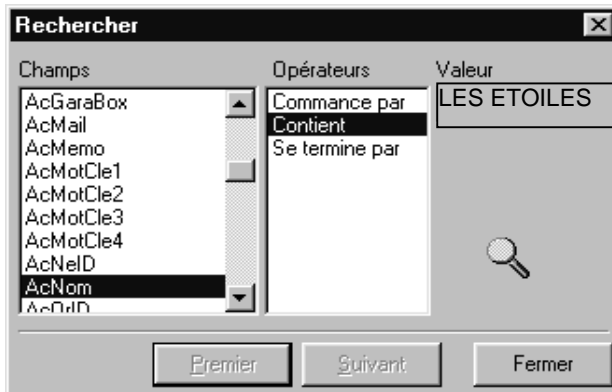 Rechercher
Champs
Opérateurs
Valeur
AcGaraBox
AcMail
AcMemo
AcMotCle1
AcMotCle2
AcMotCle3
AcMotCle4
AcNeID
AcNom
AcOrID
Commance par
Contient
Se termine par
LES ETOILES
Premier
Suivant
Fermer